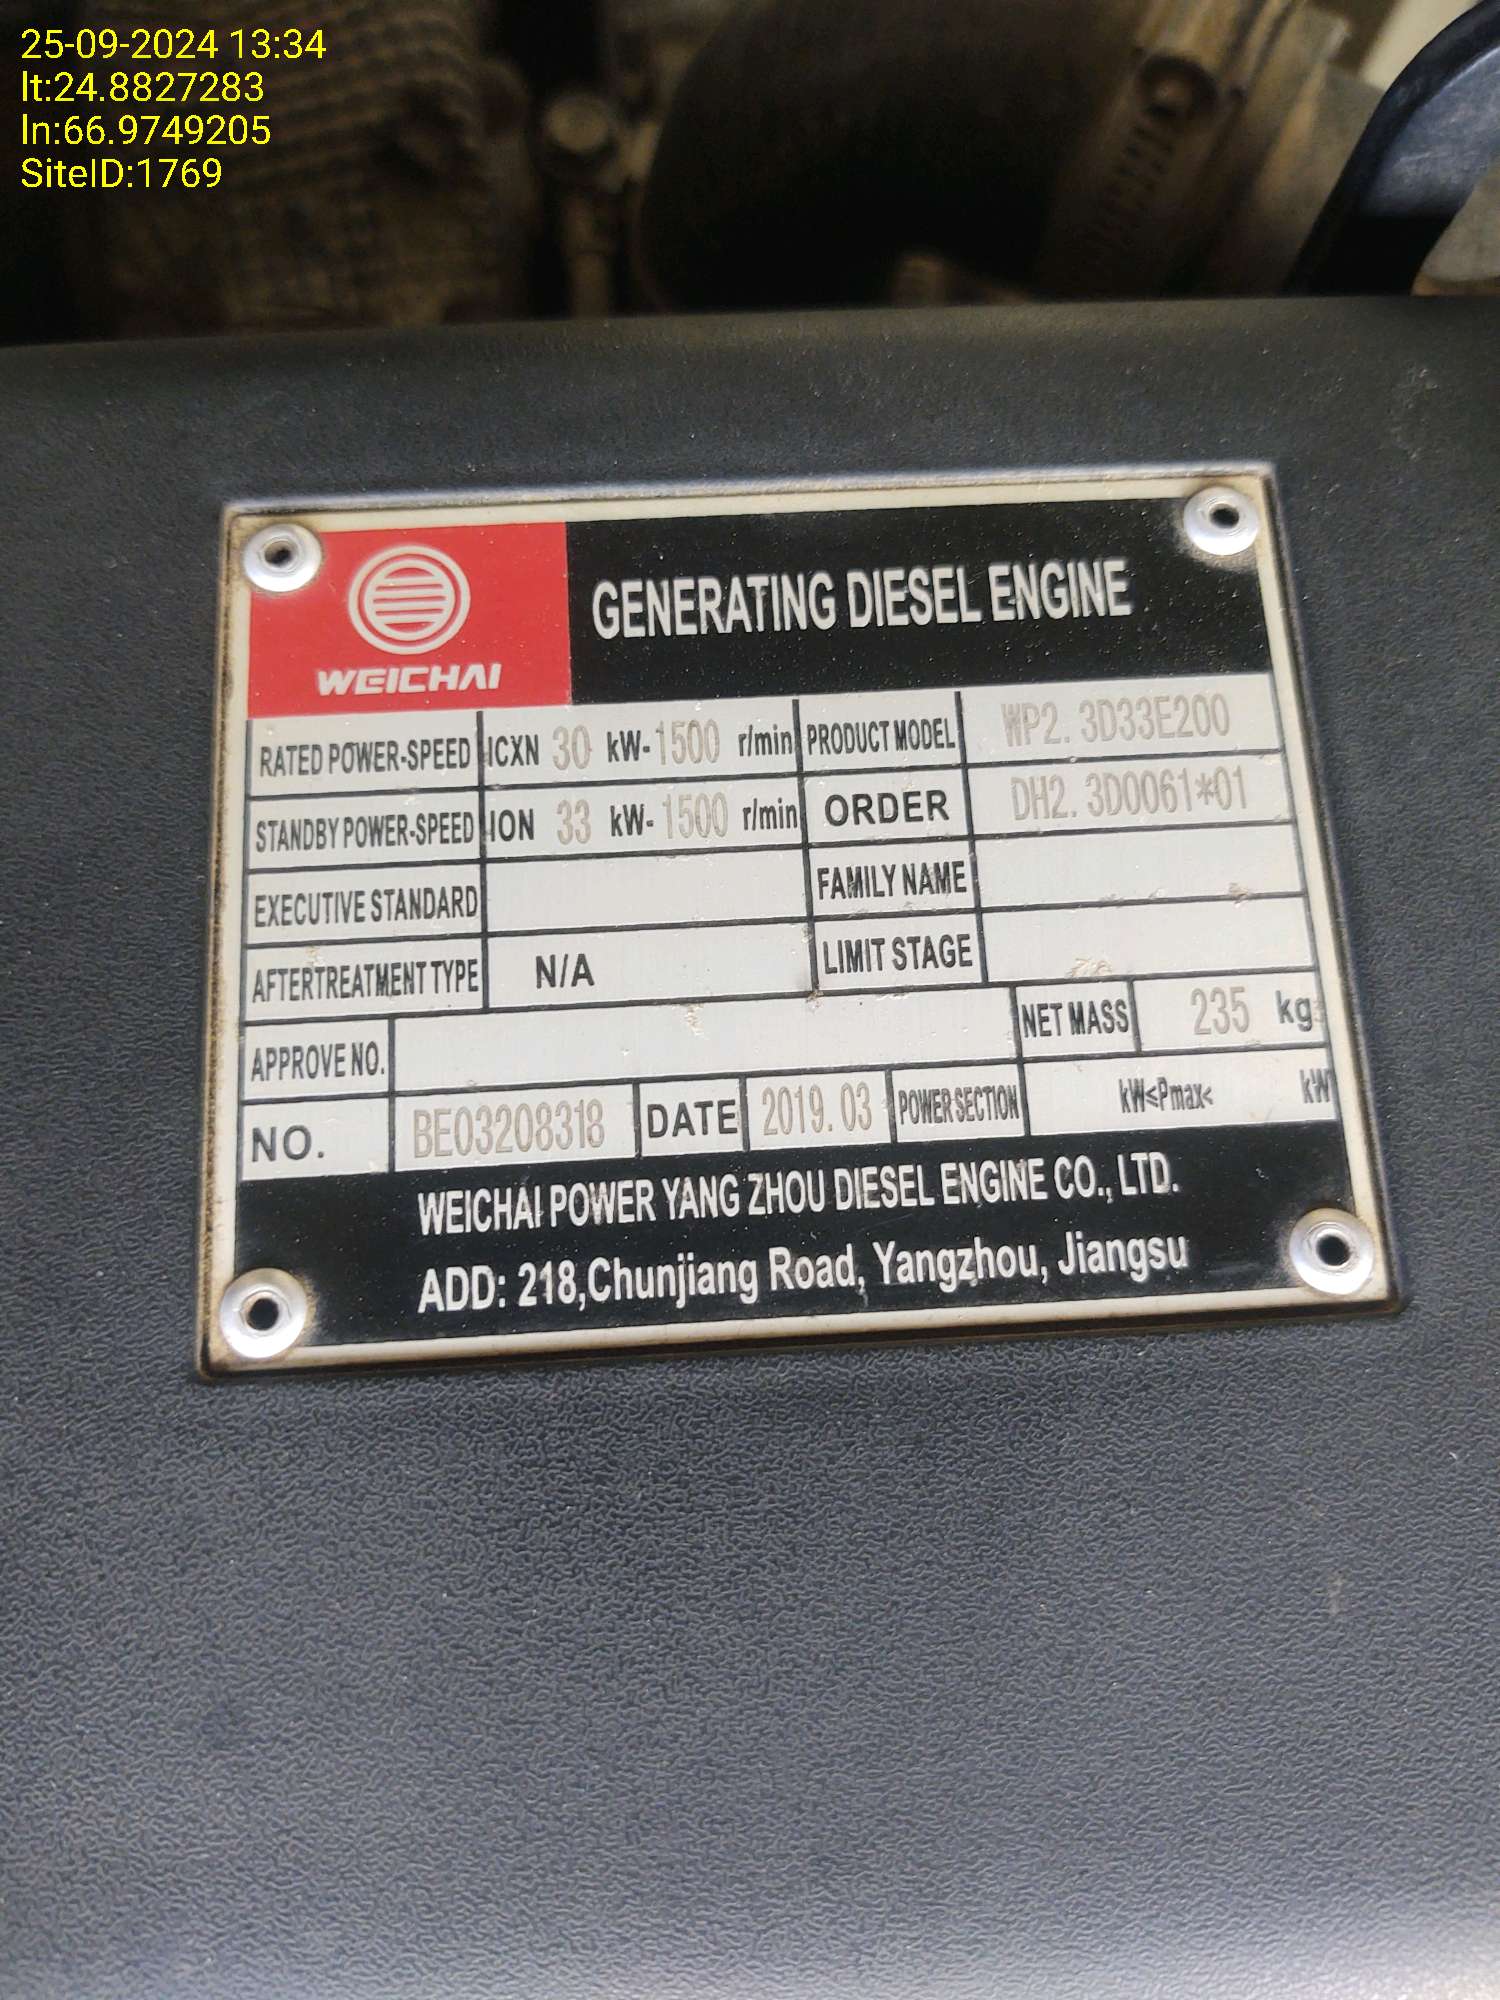 25-09-2024 13:34
lt:24.8827283
ln:66.9749205
SiteID:1769
WEICHAI
GENERATING DIESEL ENGINE
RATED POWER-SPEED ICXN 30 kW- 1500 r/min PRODUCT MODEL WP2. 3D33E200
STANDBY POWER-SPEED ION 33 kW- 1500 r/min ORDER DH2. 3D0061*01
EXECUTIVE STANDARD FAMILY NAME
AFTERTREATMENT TYPE N/A LIMIT STAGE
APPROVE NO. NET MASS 235 kg
NO. BE03208318 DATE 2019. 03 POWER SECTION kW≤Pmax< kW
WEICHAI POWER YANG ZHOU DIESEL ENGINE CO., LTD.
ADD: 218,Chunjiang Road, Yangzhou, Jiangsu